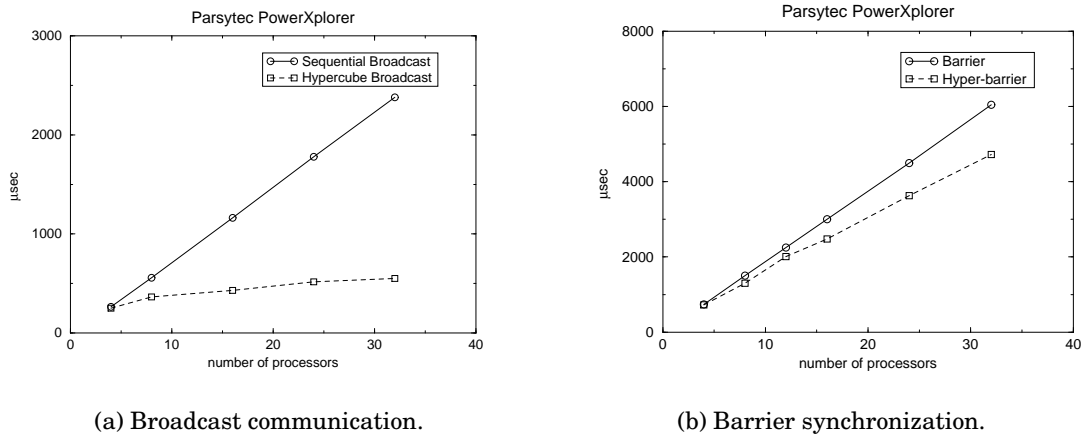 Parsytec PowerXplorer
3000
2000
1000
0
μsec
0
10
20
30
40
number of processors
Sequential Broadcast
Hypercube Broadcast
(a) Broadcast communication.
Parsytec PowerXplorer
8000
6000
4000
2000
0
μsec
0
10
20
30
40
number of processors
Barrier
Hyper-barrier
(b) Barrier synchronization.